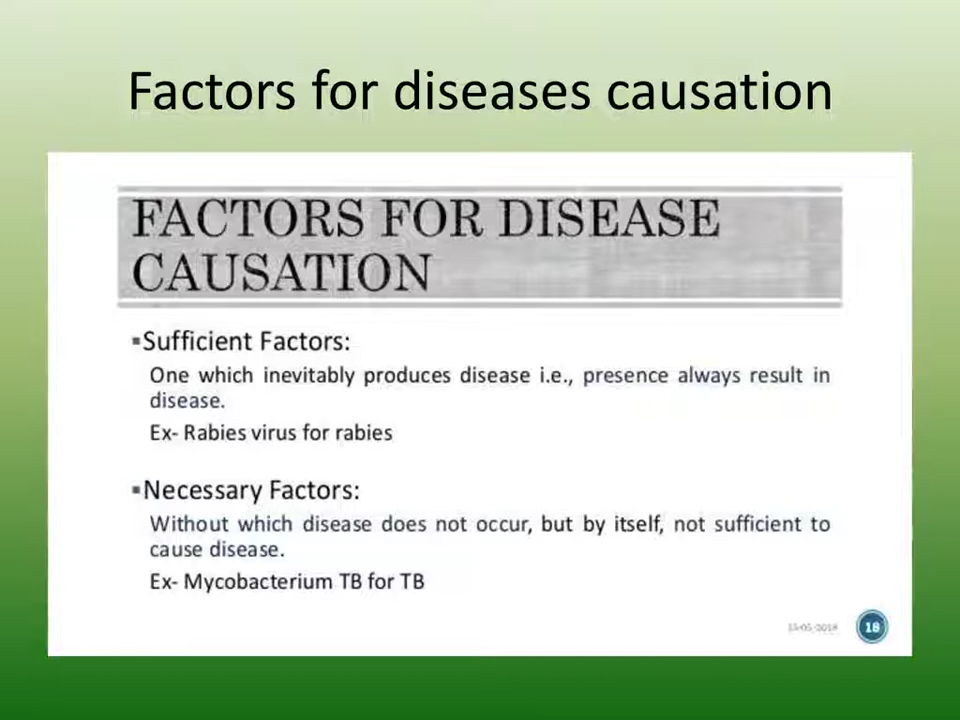 Factors for diseases causation
FACTORS FOR DISEASE
CAUSATION
▪Sufficient Factors:
One which inevitably produces disease i.e., presence always result in
disease.
Ex- Rabies virus for rabies
▪Necessary Factors:
Without which disease does not occur, but by itself, not sufficient to
cause disease.
Ex- Mycobacterium TB for TB
18